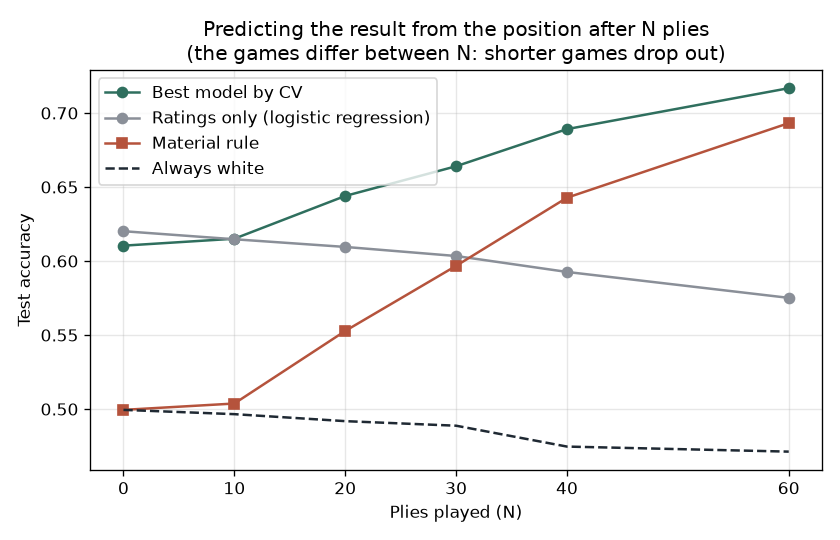 Predicting the result from the position after N plies
(the games differ between N: shorter games drop out)
Best model by CV
Ratings only (logistic regression)
Material rule
Always white
Test accuracy
0.70
0.65
0.60
0.55
0.50
0 10 20 30 40 60
Plies played (N)